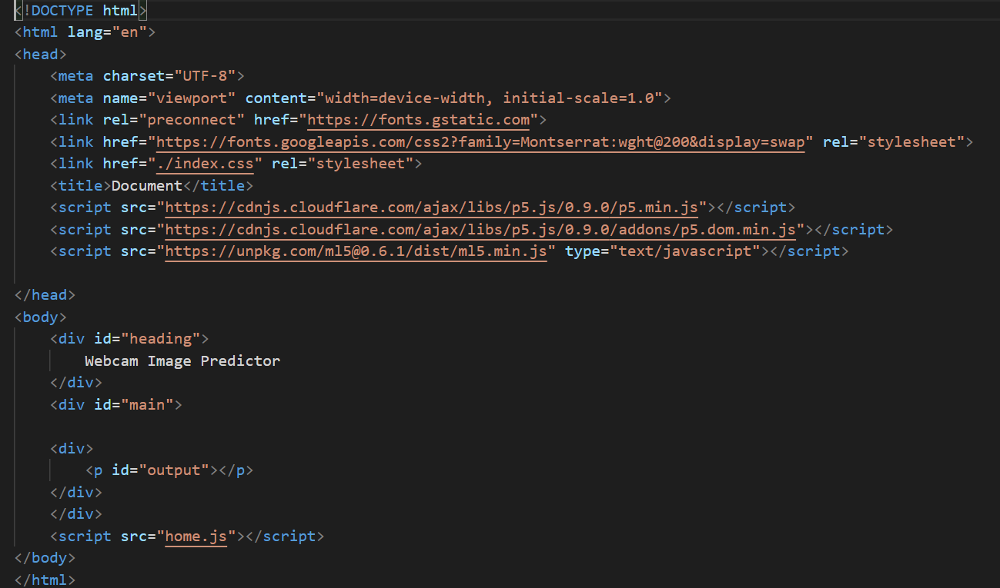 <!DOCTYPE html>
<html lang="en">
<head>
    <meta charset="UTF-8">
    <meta name="viewport" content="width=device-width, initial-scale=1.0">
    <link rel="preconnect" href="https://fonts.gstatic.com">
    <link href="https://fonts.googleapis.com/css2?family=Montserrat:wght@200&display=swap" rel="stylesheet">
    <link href="./index.css" rel="stylesheet">
    <title>Document</title>
    <script src="https://cdnjs.cloudflare.com/ajax/libs/p5.js/0.9.0/p5.min.js"></script>
    <script src="https://cdnjs.cloudflare.com/ajax/libs/p5.js/0.9.0/addons/p5.dom.min.js"></script>
    <script src="https://unpkg.com/ml5@0.6.1/dist/ml5.min.js" type="text/javascript"></script>
</head>
<body>
    <div id="heading">
        Webcam Image Predictor
    </div>
    <div id="main">
    <div>
        <p id="output"></p>
    </div>
    </div>
    <script src="home.js"></script>
</body>
</html>